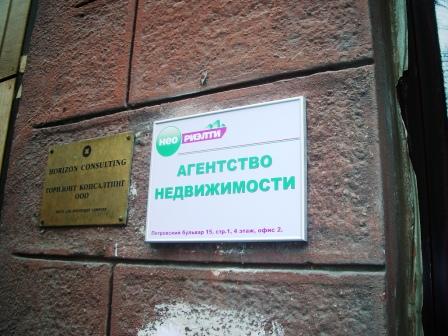 HORIZON CONSULTING
ГОРИЗОНТ КОНСАЛТИНГ
ООО
нео
РИЭЛТИ
АГЕНТСТВО
НЕДВИЖИМОСТИ
Петровский бульвар 15, стр.1, 4 этаж, офис 2.